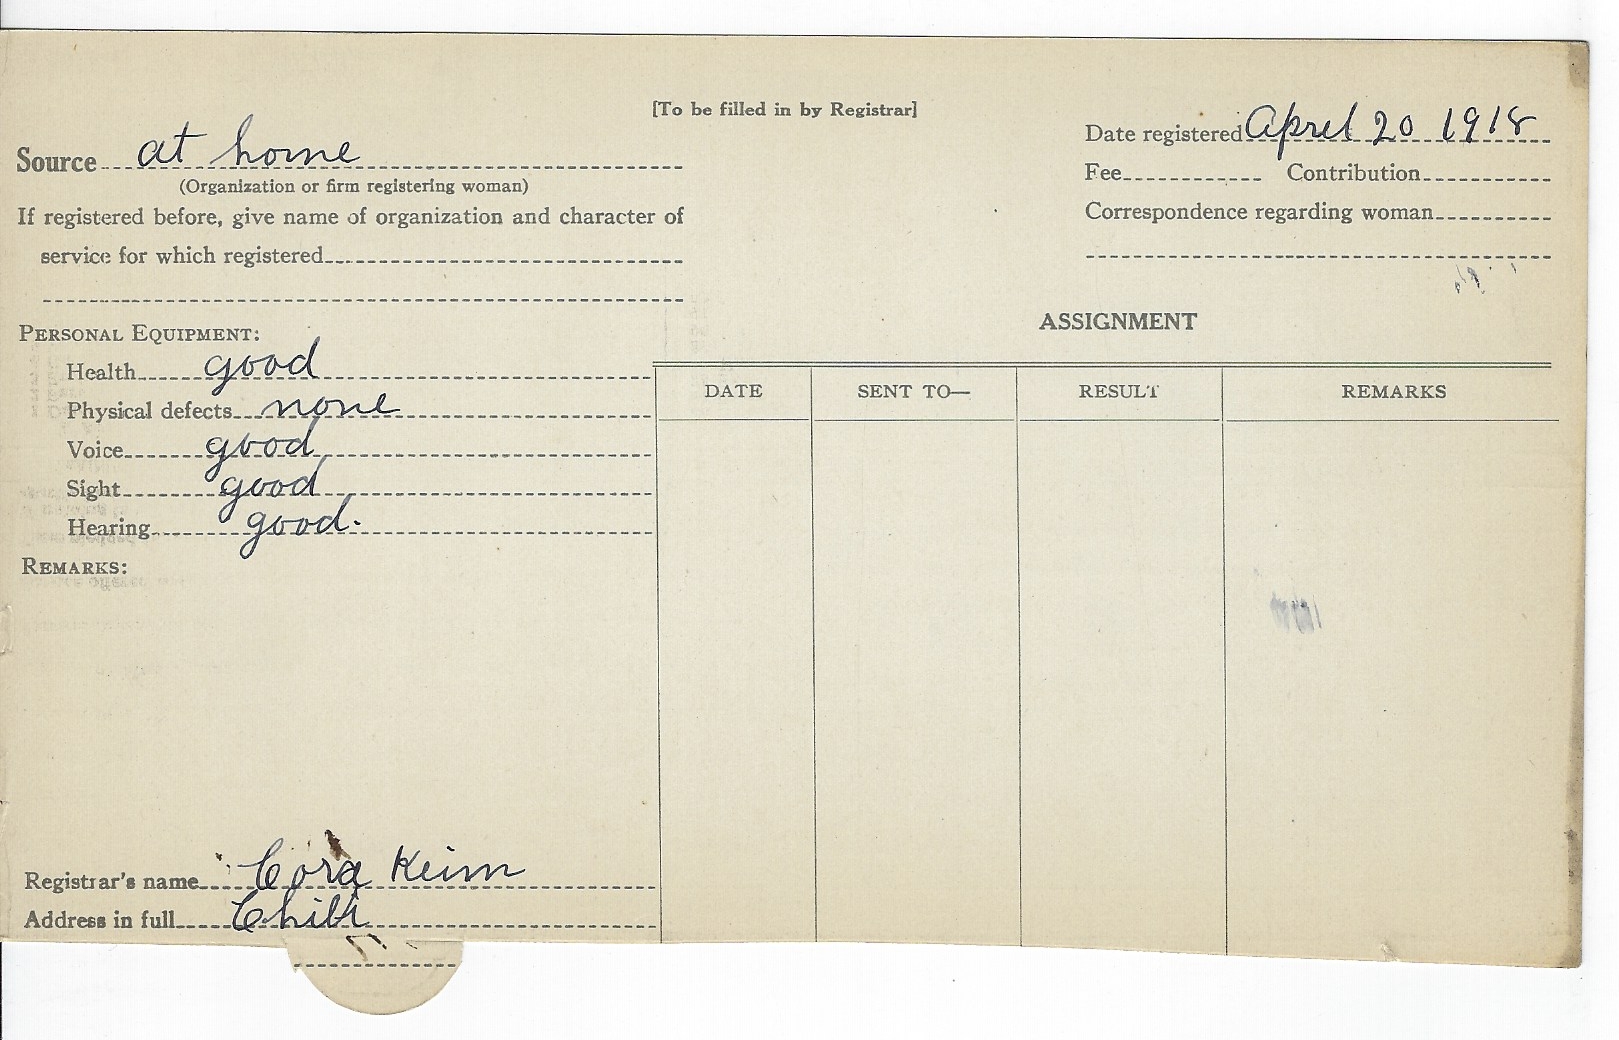 [To be filled in by Registrar]
Source at home
(Organization or firm registering woman)
If registered before, give name of organization and character of
service for which registered
Date registered April 20 1918
Fee Contribution
Correspondence regarding woman
PERSONAL EQUIPMENT:
Health good
Physical defects none
Voice good
Sight good
Hearing good.
REMARKS:
Registrar's name Cora Keim
Address in full
ASSIGNMENT
DATE SENT TO— RESULT REMARKS